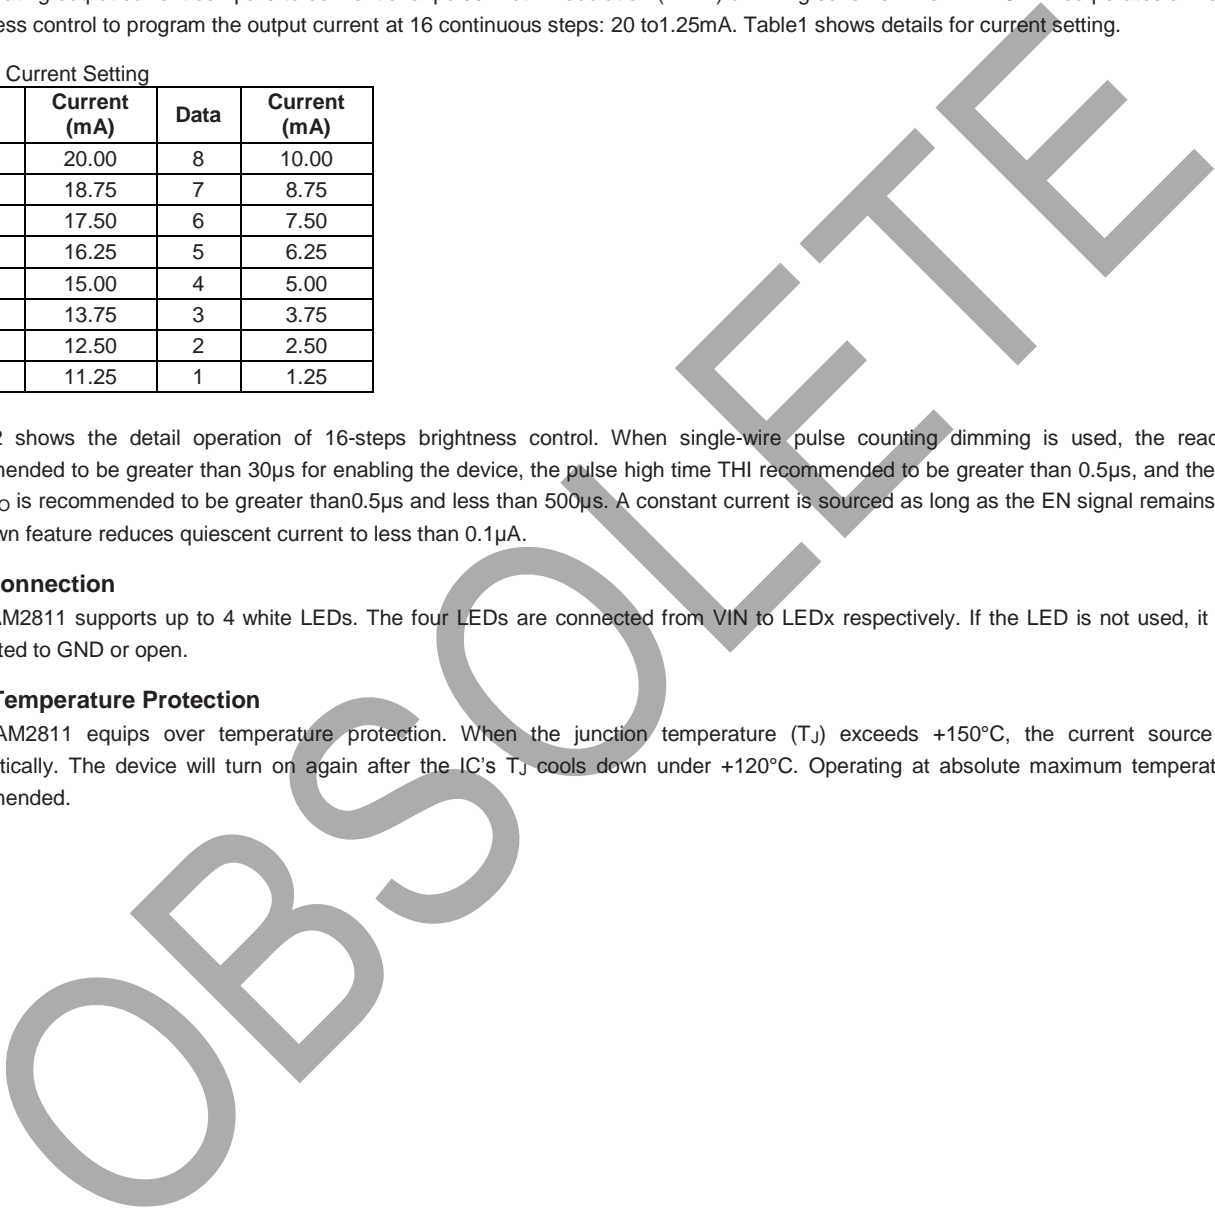 ess control to program the output current at 16 continuous steps: 20 to1.25mA. Table1 shows details for current setting.
Current Setting
Current (mA) Data Current (mA)
20.00 8 10.00
18.75 7 8.75
17.50 6 7.50
16.25 5 6.25
15.00 4 5.00
13.75 3 3.75
12.50 2 2.50
11.25 1 1.25
2 shows the detail operation of 16-steps brightness control. When single-wire pulse counting dimming is used, the reac
mended to be greater than 30µs for enabling the device, the pulse high time THI recommended to be greater than 0.5µs, and the
O is recommended to be greater than0.5µs and less than 500µs. A constant current is sourced as long as the EN signal remains
wn feature reduces quiescent current to less than 0.1µA.
onnection
AM2811 supports up to 4 white LEDs. The four LEDs are connected from VIN to LEDx respectively. If the LED is not used, it
ted to GND or open.
Temperature Protection
AM2811 equips over temperature protection. When the junction temperature (TJ) exceeds +150°C, the current source
tically. The device will turn on again after the IC's TJ cools down under +120°C. Operating at absolute maximum temperat
mended.
OBSOLETE